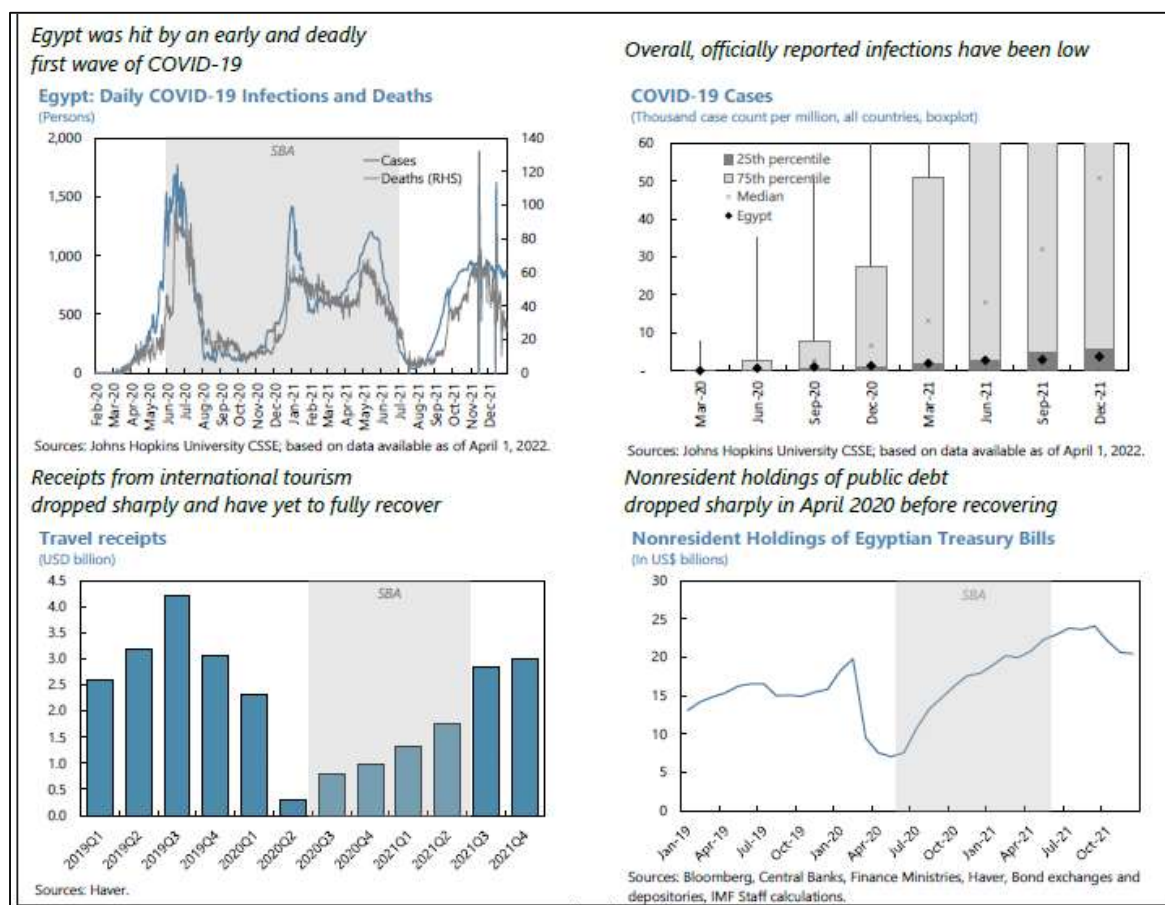 Egypt was hit by an early and deadly
first wave of COVID-19
Egypt: Daily COVID-19 Infections and Deaths
(Persons)
2,000
1,500
1,000
500
0
140
120
100
80
60
40
20
0
SBA
Cases
Deaths (RHS)
Feb-20
Mar-20
Apr-20
May-20
Jun-20
Jul-20
Aug-20
Sep-20
Oct-20
Nov-20
Dec-20
Jan-21
Feb-21
Mar-21
Apr-21
May-21
Jun-21
Jul-21
Aug-21
Sep-21
Oct-21
Nov-21
Dec-21
Sources: Johns Hopkins University CSSE; based on data available as of April 1, 2022.
Overall, officially reported infections have been low
COVID-19 Cases
(Thousand case count per million, all countries, boxplot)
60
50
40
30
20
10
-
25th percentile
75th percentile
Median
Egypt
Mar-20
Jun-20
Sep-20
Dec-20
Mar-21
Jun-21
Sep-21
Dec-21
Sources: Johns Hopkins University CSSE; based on data available as of April 1, 2022.
Receipts from international tourism
dropped sharply and have yet to fully recover
Travel receipts
(USD billion)
4.5
4.0
3.5
3.0
2.5
2.0
1.5
1.0
0.5
0.0
SBA
2019Q1
2019Q2
2019Q3
2019Q4
2020Q1
2020Q2
2020Q3
2020Q4
2021Q1
2021Q2
2021Q3
2021Q4
Sources: Haver.
Nonresident holdings of public debt
dropped sharply in April 2020 before recovering
Nonresident Holdings of Egyptian Treasury Bills
(In US$ billions)
30
25
20
15
10
5
0
SBA
Jan-19
Apr-19
Jul-19
Oct-19
Jan-20
Apr-20
Jul-20
Oct-20
Jan-21
Apr-21
Jul-21
Oct-21
Sources: Bloomberg, Central Banks, Finance Ministries, Haver, Bond exchanges and
depositories, IMF Staff calculations.